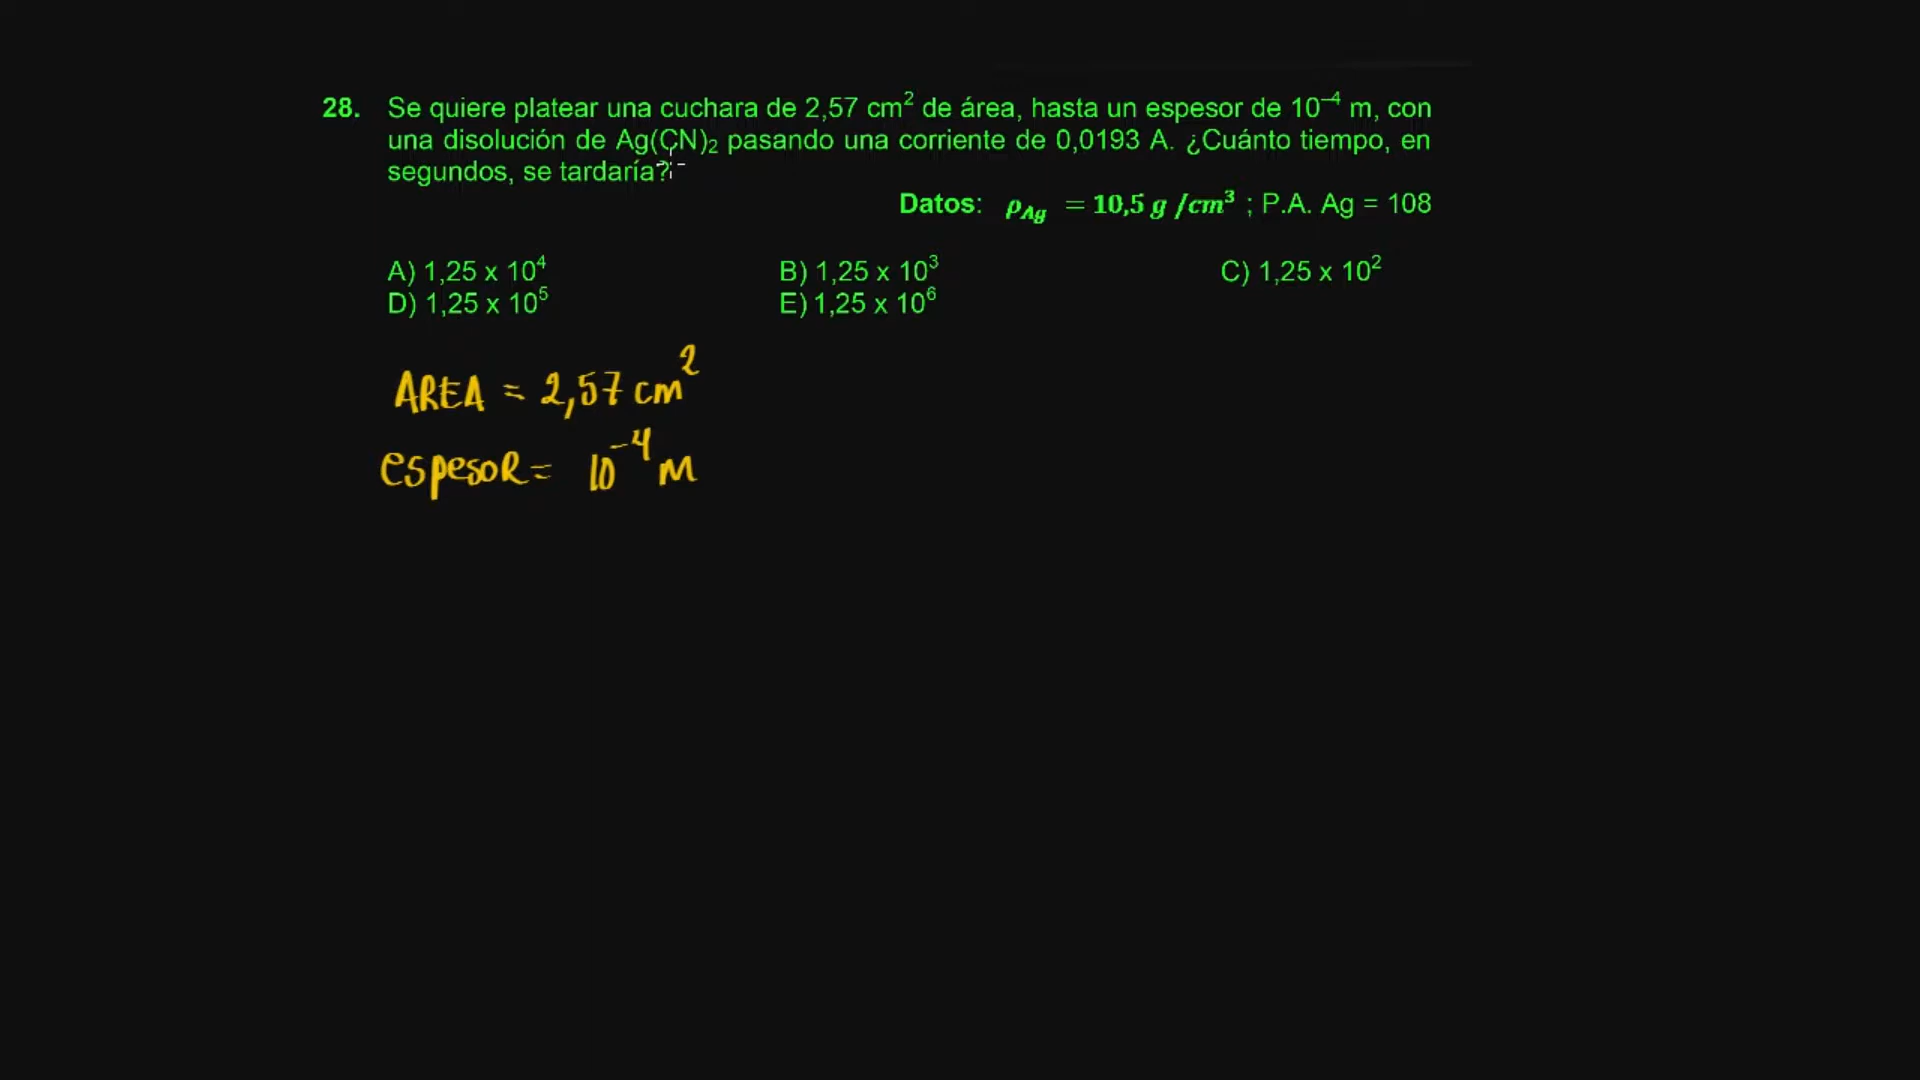 28. Se quiere platear una cuchara de 2,57 cm² de área, hasta un espesor de 10⁻⁴ m, con
una disolución de Ag(CN)₂ pasando una corriente de 0,0193 A. ¿Cuánto tiempo, en
segundos, se tardaría?
Datos: ρ_Ag = 10,5 g /cm³ ; P.A. Ag = 108
A) 1,25 x 10⁴ B) 1,25 x 10³ C) 1,25 x 10²
D) 1,25 x 10⁵ E) 1,25 x 10⁶
AREA = 2,57 cm²
espesor = 10⁻⁴ m